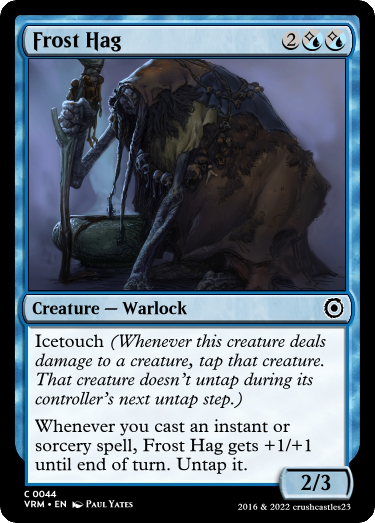 Frost Hag 2
Creature — Warlock
Icetouch (Whenever this creature deals
damage to a creature, tap that creature.
That creature doesn't untap during its
controller's next untap step.)
Whenever you cast an instant or
sorcery spell, Frost Hag gets +1/+1
until end of turn. Untap it.
2/3
C 0044
VRM • EN Paul Yates
2016 & 2022 crushcastles23